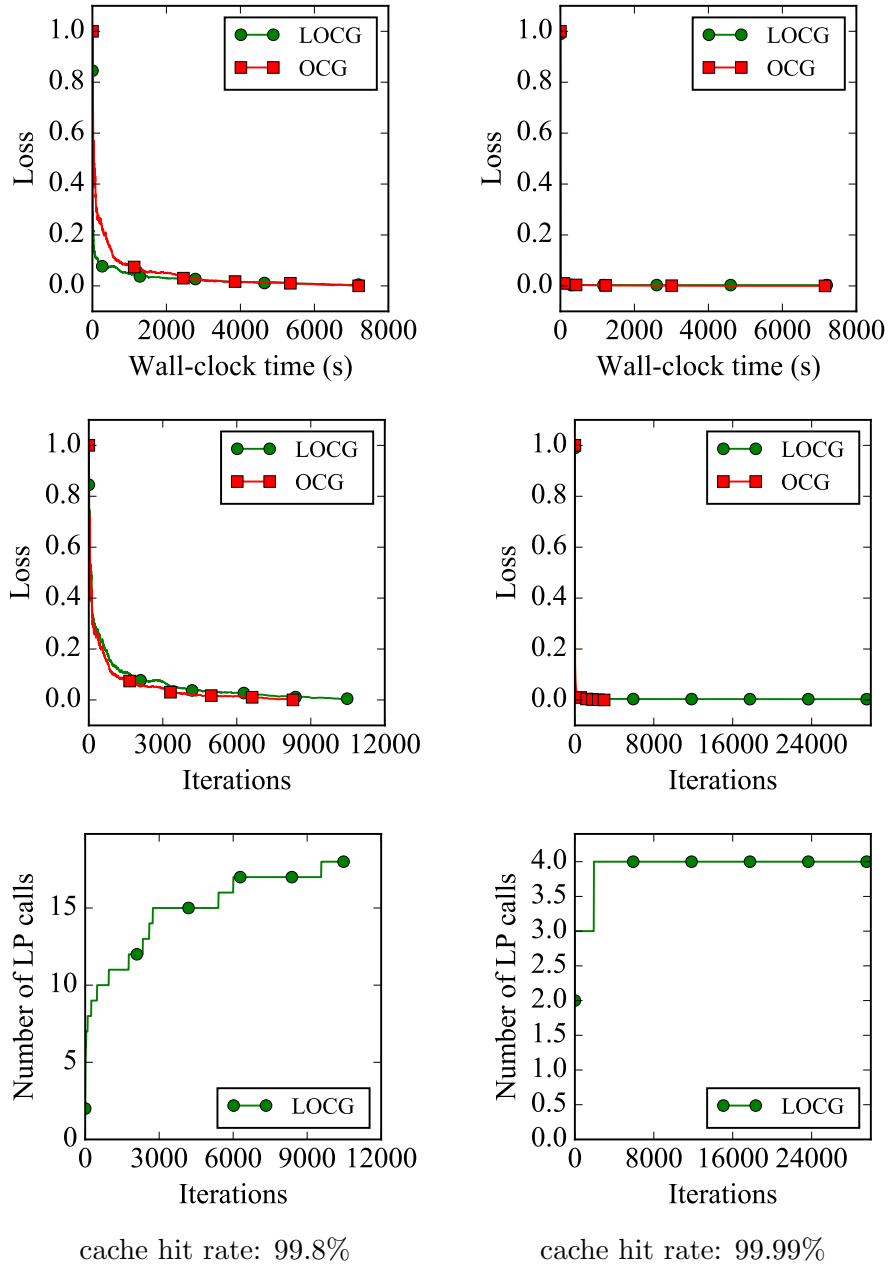 1.0
0.8
0.6
0.4
0.2
0.0
Loss
LOCG
OCG
0 2000 4000 6000 8000
Wall-clock time (s)
1.0
0.8
0.6
0.4
0.2
0.0
Loss
LOCG
OCG
0 2000 4000 6000 8000
Wall-clock time (s)
1.0
0.8
0.6
0.4
0.2
0.0
Loss
LOCG
OCG
0 3000 6000 9000 12000
Iterations
1.0
0.8
0.6
0.4
0.2
0.0
Loss
LOCG
OCG
0 8000 16000 24000
Iterations
15
10
5
0
Number of LP calls
LOCG
0 3000 6000 9000 12000
Iterations
4.0
3.5
3.0
2.5
2.0
1.5
1.0
0.5
0.0
Number of LP calls
LOCG
0 8000 16000 24000
Iterations
cache hit rate: 99.8%
cache hit rate: 99.99%